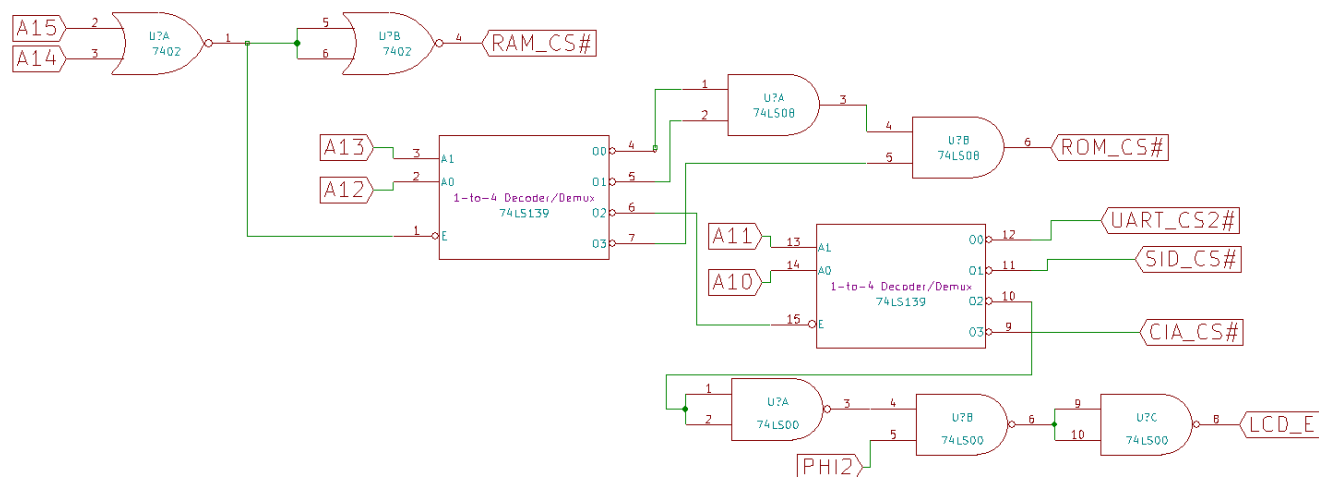 A15 2 U?A 7402 1 5 U?B 7402 4 RAM_CS#
A14 3 6
1 U?A 74LS08 3
2
4 U?B 74LS08 6 ROM_CS#
5
A13 3 A1 O0 4
A12 2 A0 O1 5
1-to-4 Decoder/Demux
74LS139
O2 6
1 E O3 7
A11 13 A1 O0 12 UART_CS2#
A10 14 A0 O1 11 SID_CS#
1-to-4 Decoder/Demux
74LS139
O2 10
15 E O3 9 CIA_CS#
1 U?A 74LS00 3
2
4 U?B 74LS00 6
PHI2 5
9 U?C 74LS00 8 LCD_E
10